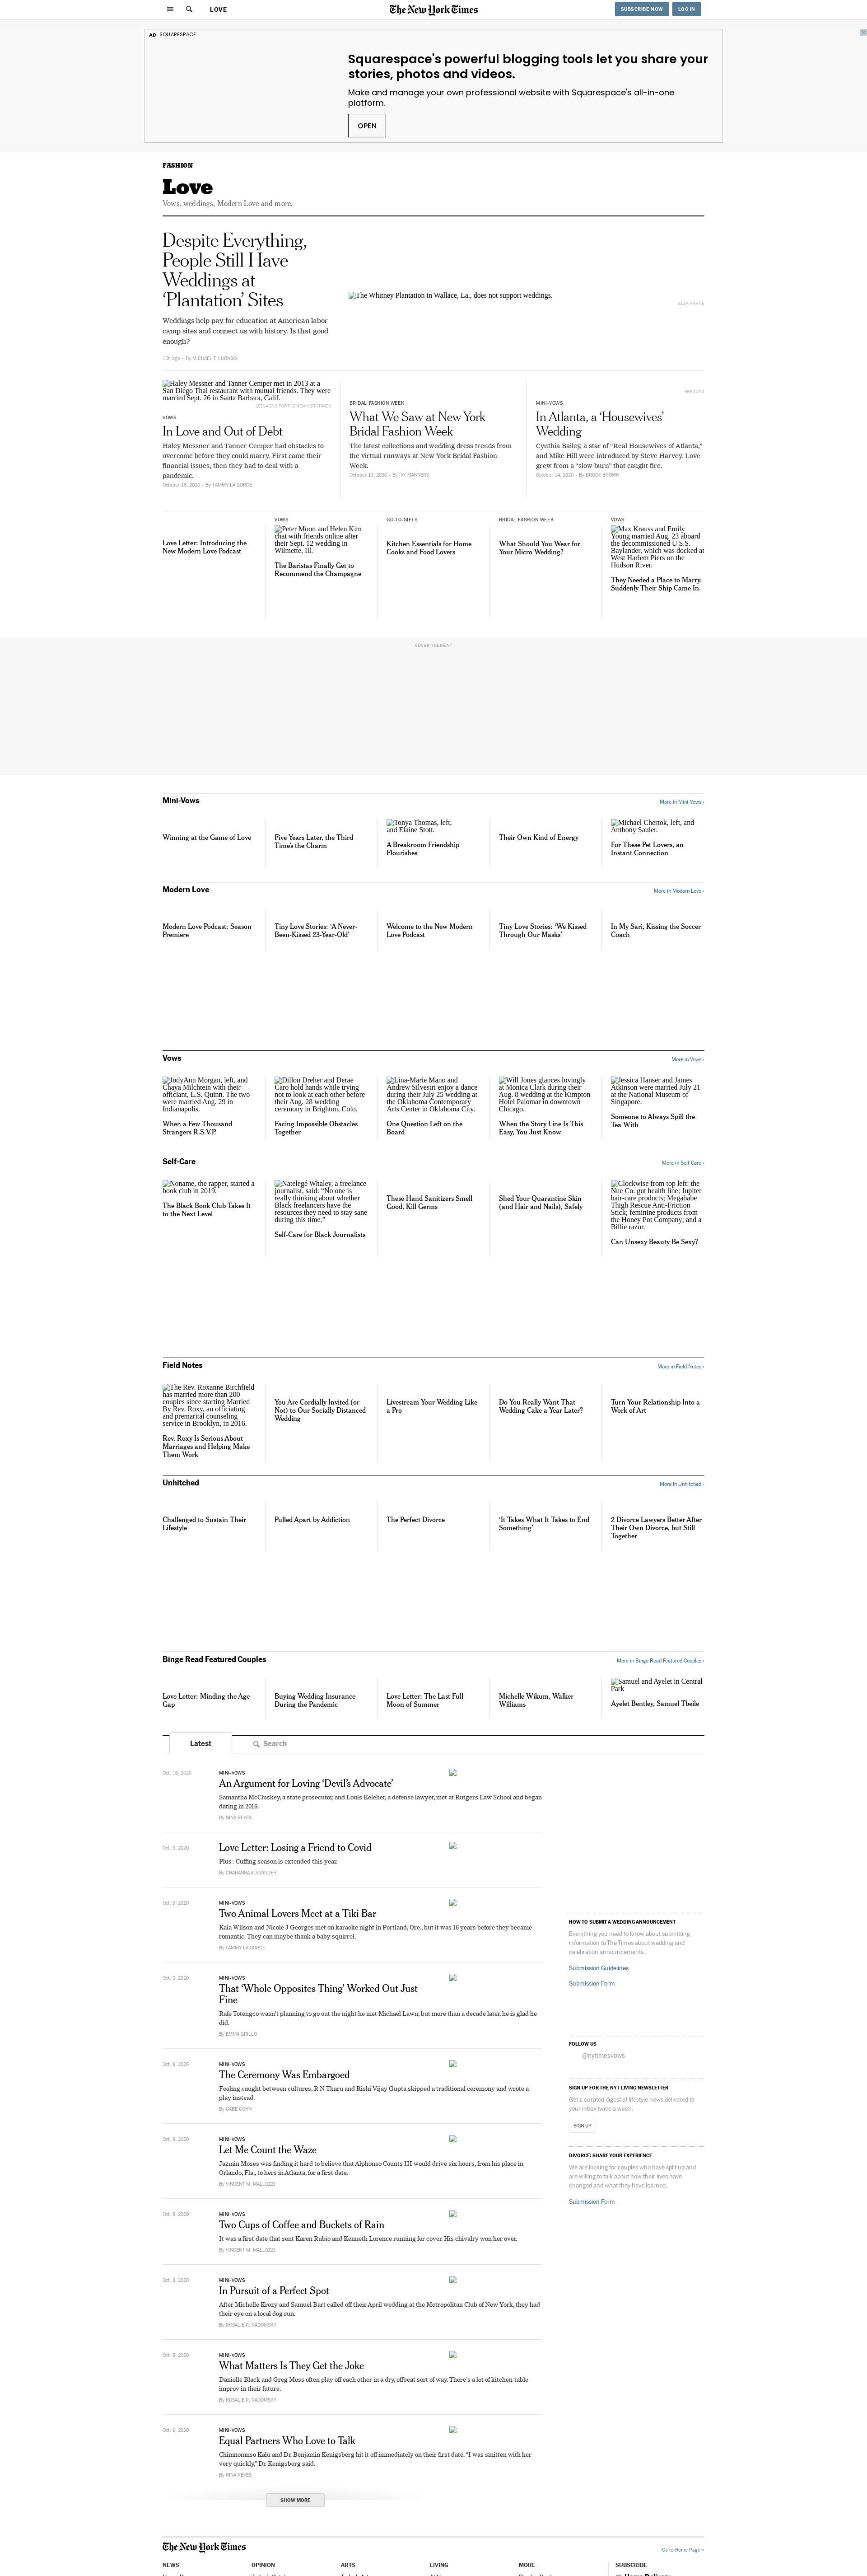 LOVE
The New York Times
SUBSCRIBE NOW
LOG IN
AD SQUARESPACE
Squarespace's powerful blogging tools let you share your
stories, photos and videos.
Make and manage your own professional website with Squarespace's all-in-one
platform.
OPEN
FASHION
Love
Vows, weddings, Modern Love and more.
Despite Everything,
People Still Have
Weddings at
‘Plantation’ Sites
Weddings help pay for education at American labor
camp sites and connect us with history. Is that good
enough?
15h ago - By MICHAEL T. LUONGO
The Whitney Plantation in Wallace, La., does not support weddings.
ELSA HAHNE
Haley Messner and Tanner Cemper met in 2013 at a
San Diego Thai restaurant with mutual friends. They were
married Sept. 26 in Santa Barbara, Calif.
LEELA CYD FOR THE NEW YORK TIMES
VOWS
In Love and Out of Debt
Haley Messner and Tanner Cemper had obstacles to
overcome before they could marry. First came their
financial issues, then they had to deal with a
pandemic.
October 16, 2020 - By TAMMY LA GORCE
BRIDAL FASHION WEEK
What We Saw at New York
Bridal Fashion Week
The latest collections and wedding dress trends from
the virtual runways at New York Bridal Fashion
Week.
October 13, 2020 - By IVY MANNERS
FREDDYO
MINI-VOWS
In Atlanta, a ‘Housewives’
Wedding
Cynthia Bailey, a star of “Real Housewives of Atlanta,”
and Mike Hill were introduced by Steve Harvey. Love
grew from a “slow burn” that caught fire.
October 14, 2020 - By BRODY BROWN
Love Letter: Introducing the
New Modern Love Podcast
VOWS
Peter Moon and Helen Kim
chat with friends online after
their Sept. 12 wedding in
Wilmette, Ill.
The Baristas Finally Get to
Recommend the Champagne
GO-TO-GIFTS
Kitchen Essentials for Home
Cooks and Food Lovers
BRIDAL FASHION WEEK
What Should You Wear for
Your Micro Wedding?
VOWS
Max Krauss and Emily
Young married Aug. 23 aboard
the decommissioned U.S.S.
Baylander, which was docked at
West Harlem Piers on the
Hudson River.
They Needed a Place to Marry.
Suddenly Their Ship Came In.
ADVERTISEMENT
Mini-Vows
More in Mini-Vows ›
Winning at the Game of Love
Five Years Later, the Third
Time’s the Charm
Tonya Thomas, left,
and Elaine Stott.
A Breakroom Friendship
Flourishes
Their Own Kind of Energy
Michael Chertok, left, and
Anthony Sauler.
For These Pet Lovers, an
Instant Connection
Modern Love
More in Modern Love ›
Modern Love Podcast: Season
Premiere
Tiny Love Stories: ‘A Never-
Been-Kissed 23-Year-Old’
Welcome to the New Modern
Love Podcast
Tiny Love Stories: ‘We Kissed
Through Our Masks’
In My Sari, Kissing the Soccer
Coach
Vows
More in Vows ›
JodyAnn Morgan, left, and
Chaya Milchtein with their
officiant, L.S. Quinn. The two
were married Aug. 29 in
Indianapolis.
When a Few Thousand
Strangers R.S.V.P.
Dillon Dreher and Derae
Caro hold hands while trying
not to look at each other before
their Aug. 28 wedding
ceremony in Brighton, Colo.
Facing Impossible Obstacles
Together
Lina-Marie Mano and
Andrew Silvestri enjoy a dance
during their July 25 wedding at
the Oklahoma Contemporary
Arts Center in Oklahoma City.
One Question Left on the
Board
Will Jones glances lovingly
at Monica Clark during their
Aug. 8 wedding at the Kimpton
Hotel Palomar in downtown
Chicago.
When the Story Line Is This
Easy, You Just Know
Jessica Hanser and James
Atkinson were married July 21
at the National Museum of
Singapore.
Someone to Always Spill the
Tea With
Self-Care
More in Self-Care ›
Noname, the rapper, started a
book club in 2019.
The Black Book Club Takes It
to the Next Level
Natelegé Whaley, a freelance
journalist, said: “No one is
really thinking about whether
Black freelancers have the
resources they need to stay sane
during this time.”
Self-Care for Black Journalists
These Hand Sanitizers Smell
Good, Kill Germs
Shed Your Quarantine Skin
(and Hair and Nails), Safely
Clockwise from top left: the
Nue Co. gut health line; Jupiter
hair-care products; Megababe
Thigh Rescue Anti-Friction
Stick; feminine products from
the Honey Pot Company; and a
Billie razor.
Can Unsexy Beauty Be Sexy?
Field Notes
More in Field Notes ›
The Rev. Roxanne Birchfield
has married more than 200
couples since starting Married
By Rev. Roxy, an officiating
and premarital counseling
service in Brooklyn, in 2016.
Rev. Roxy Is Serious About
Marriages and Helping Make
Them Work
You Are Cordially Invited (or
Not) to Our Socially Distanced
Wedding
Livestream Your Wedding Like
a Pro
Do You Really Want That
Wedding Cake a Year Later?
Turn Your Relationship Into a
Work of Art
Unhitched
More in Unhitched ›
Challenged to Sustain Their
Lifestyle
Pulled Apart by Addiction
The Perfect Divorce
‘It Takes What It Takes to End
Something’
2 Divorce Lawyers Better After
Their Own Divorce, but Still
Together
Binge Read Featured Couples
More in Binge Read Featured Couples ›
Love Letter: Minding the Age
Gap
Buying Wedding Insurance
During the Pandemic
Love Letter: The Last Full
Moon of Summer
Michelle Wikum, Walker
Williams
Samuel and Ayelet in Central
Park
Ayelet Bentley, Samuel Tbeile
Latest
Search
Oct. 16, 2020
MINI-VOWS
An Argument for Loving ‘Devil’s Advocate’
Samantha McCluskey, a state prosecutor, and Louis Keleher, a defense lawyer, met at Rutgers Law School and began
dating in 2016.
By NINA REYES
Oct. 9, 2020
Love Letter: Losing a Friend to Covid
Plus: Cuffing season is extended this year.
By CHARANNA ALEXANDER
Oct. 9, 2020
MINI-VOWS
Two Animal Lovers Meet at a Tiki Bar
Kaia Wilson and Nicole J Georges met on karaoke night in Portland, Ore., but it was 16 years before they became
romantic. They can maybe thank a baby squirrel.
By TAMMY LA GORCE
Oct. 9, 2020
MINI-VOWS
That ‘Whole Opposites Thing’ Worked Out Just
Fine
Rafe Totengco wasn’t planning to go out the night he met Michael Lawn, but more than a decade later, he is glad he
did.
By EMMA GRILLO
Oct. 9, 2020
MINI-VOWS
The Ceremony Was Embargoed
Feeling caught between cultures, R N Tharu and Rishi Vijay Gupta skipped a traditional ceremony and wrote a
play instead.
By GABE COHN
Oct. 9, 2020
MINI-VOWS
Let Me Count the Waze
Jazmin Moses was finding it hard to believe that Alphonso Counts III would drive six hours, from his place in
Orlando, Fla., to hers in Atlanta, for a first date.
By VINCENT M. MALLOZZI
Oct. 9, 2020
MINI-VOWS
Two Cups of Coffee and Buckets of Rain
It was a first date that sent Karen Rubio and Kenneth Lorence running for cover. His chivalry won her over.
By VINCENT M. MALLOZZI
Oct. 9, 2020
MINI-VOWS
In Pursuit of a Perfect Spot
After Michelle Krozy and Samuel Bart called off their April wedding at the Metropolitan Club of New York, they had
their eye on a local dog run.
By ROSALIE R. RADOMSKY
Oct. 9, 2020
MINI-VOWS
What Matters Is They Get the Joke
Danielle Black and Greg Moss often play off each other in a dry, offbeat sort of way. There’s a lot of kitchen-table
improv in their future.
By ROSALIE R. RADOMSKY
Oct. 9, 2020
MINI-VOWS
Equal Partners Who Love to Talk
Chimnomnso Kalu and Dr. Benjamin Kenigsberg hit it off immediately on their first date. “I was smitten with her
very quickly,” Dr. Kenigsberg said.
By NINA REYES
SHOW MORE
HOW TO SUBMIT A WEDDING ANNOUNCEMENT
Everything you need to know about submitting
information to The Times about wedding and
celebration announcements.
Submission Guidelines
Submission Form
FOLLOW US
@nytimesvows
SIGN UP FOR THE NYT LIVING NEWSLETTER
Get a curated digest of lifestyle news delivered to
your inbox twice a week.
SIGN UP
DIVORCE: SHARE YOUR EXPERIENCE
We are looking for couples who have split up and
are willing to talk about how their lives have
changed and what they have learned.
Submission Form
The New York Times
Go to Home Page »
NEWS
OPINION
ARTS
LIVING
MORE
SUBSCRIBE